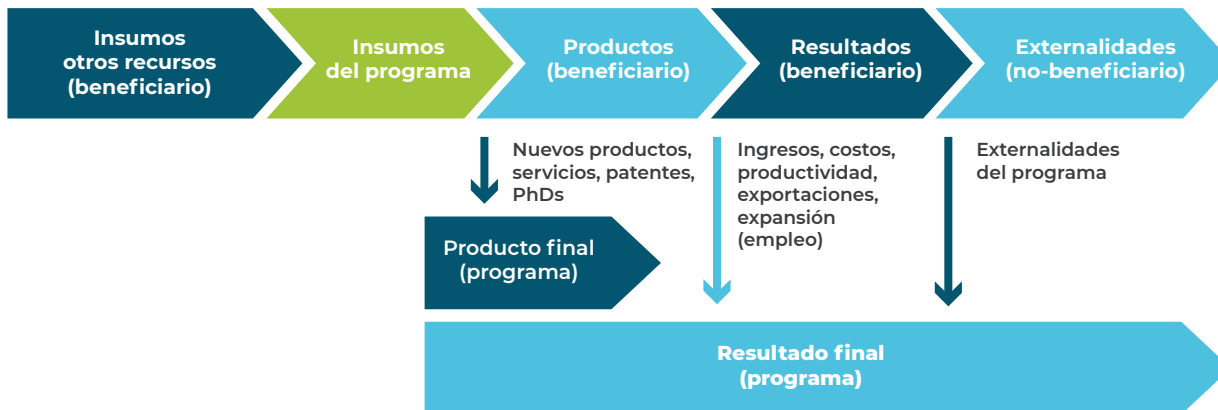 Insumos
otros recursos
(beneficiario)
Insumos
del programa
Productos
(beneficiario)
Resultados
(beneficiario)
Externalidades
(no-beneficiario)
Nuevos productos,
servicios, patentes,
PhDs
Ingresos, costos,
productividad,
exportaciones,
expansión
(empleo)
Externalidades
del programa
Producto final
(programa)
Resultado final
(programa)